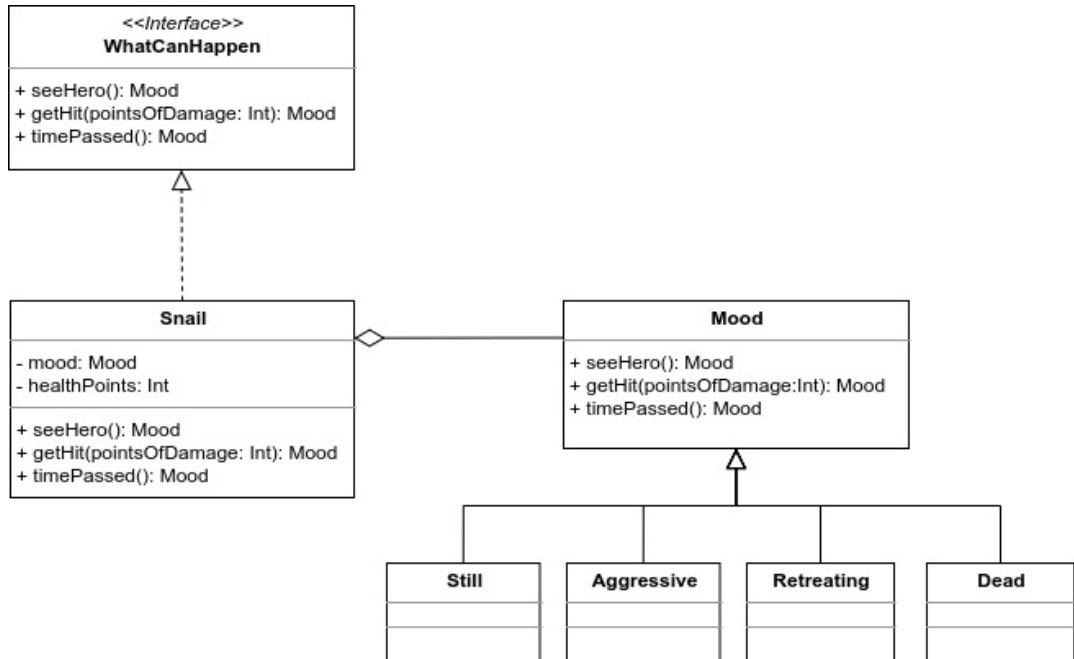 <<Interface>>
WhatCanHappen
+ seeHero(): Mood
+ getHit(pointsOfDamage: Int): Mood
+ timePassed(): Mood
Snail
- mood: Mood
- healthPoints: Int
+ seeHero(): Mood
+ getHit(pointsOfDamage: Int): Mood
+ timePassed(): Mood
Mood
+ seeHero(): Mood
+ getHit(pointsOfDamage:Int): Mood
+ timePassed(): Mood
Still
Aggressive
Retreating
Dead